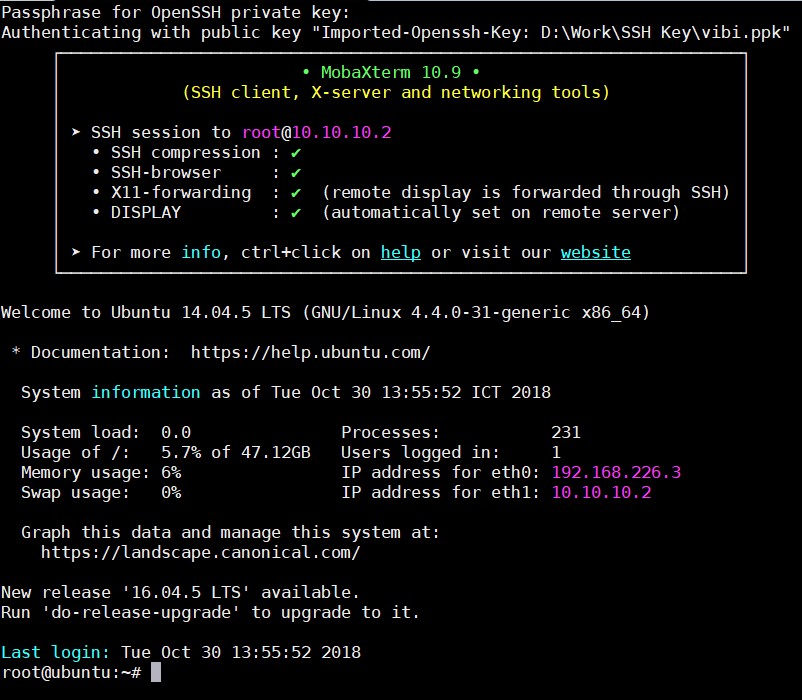 Passphrase for OpenSSH private key:
Authenticating with public key "Imported-Openssh-Key: D:\Work\SSH Key\vibi.ppk"
• MobaXterm 10.9 •
(SSH client, X-server and networking tools)
➤ SSH session to root@10.10.10.2
• SSH compression : ✔
• SSH-browser     : ✔
• X11-forwarding  : ✔  (remote display is forwarded through SSH)
• DISPLAY         : ✔  (automatically set on remote server)
➤ For more info, ctrl+click on help or visit our website
Welcome to Ubuntu 14.04.5 LTS (GNU/Linux 4.4.0-31-generic x86_64)
* Documentation:  https://help.ubuntu.com/
System information as of Tue Oct 30 13:55:52 ICT 2018
System load:  0.0               Processes:           231
Usage of /:   5.7% of 47.12GB   Users logged in:     1
Memory usage: 6%                IP address for eth0: 192.168.226.3
Swap usage:   0%                IP address for eth1: 10.10.10.2
Graph this data and manage this system at:
https://landscape.canonical.com/
New release '16.04.5 LTS' available.
Run 'do-release-upgrade' to upgrade to it.
Last login: Tue Oct 30 13:55:52 2018
root@ubuntu:~#